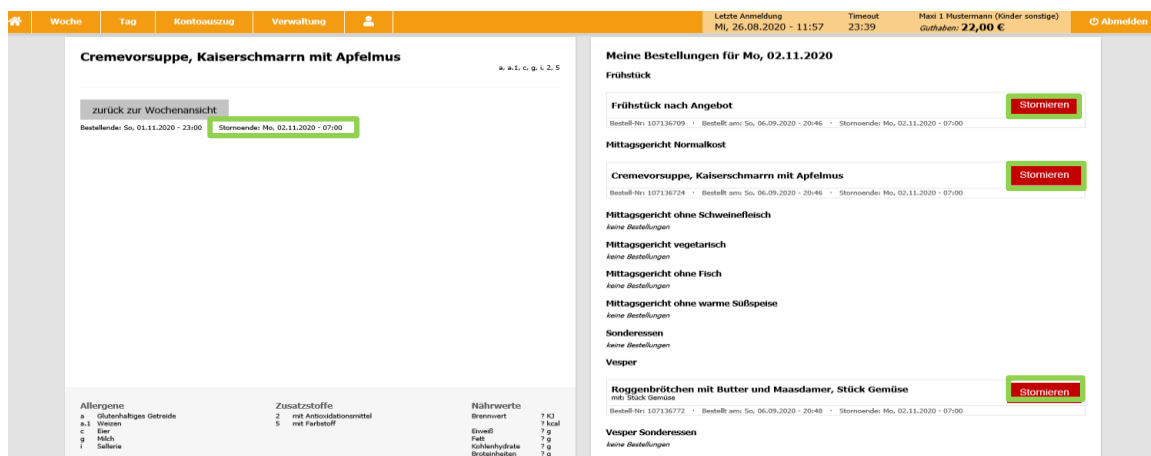 Woche Tag Kontoauszug Verwaltung
Letzte Anmeldung
MI, 26.08.2020 - 11:57
Timeout
23:39
Maxi 1 Mustermann (Kinder sonstige)
Guthaben: 22,00 €
Abmelden
Cremevorsuppe, Kaiserschmarrn mit Apfelmus
a, a.1, c, g, i, 2, 5
zurück zur Wochenansicht
Bestellende: So, 01.11.2020 - 23:00 Stornoende: Mo, 02.11.2020 - 07:00
Allergene
a Glutenhaltiges Getreide
a.1 Weizen
c Eier
g Milch
i Sellerie
Zusatzstoffe
2 mit Antioxidationsmittel
5 mit Farbstoff
Nährwerte
Brennwert ? KJ
? kcal
Eiweiß ? g
Fett ? g
Kohlenhydrate ? g
Broteinheiten ? g
Meine Bestellungen für Mo, 02.11.2020
Frühstück
Frühstück nach Angebot
Stornieren
Bestell-Nr: 107136709 · Bestellt am: So, 06.09.2020 - 20:46 · Stornoende: Mo, 02.11.2020 - 07:00
Mittagsgericht Normalkost
Cremevorsuppe, Kaiserschmarrn mit Apfelmus
Stornieren
Bestell-Nr: 107136724 · Bestellt am: So, 06.09.2020 - 20:46 · Stornoende: Mo, 02.11.2020 - 07:00
Mittagsgericht ohne Schweinefleisch
keine Bestellungen
Mittagsgericht vegetarisch
keine Bestellungen
Mittagsgericht ohne Fisch
keine Bestellungen
Mittagsgericht ohne warme Süßspeise
keine Bestellungen
Sonderessen
keine Bestellungen
Vesper
Roggenbrötchen mit Butter und Maasdamer, Stück Gemüse
mit: Stück Gemüse
Stornieren
Bestell-Nr: 107136772 · Bestellt am: So, 06.09.2020 - 20:48 · Stornoende: Mo, 02.11.2020 - 07:00
Vesper Sonderessen
keine Bestellungen